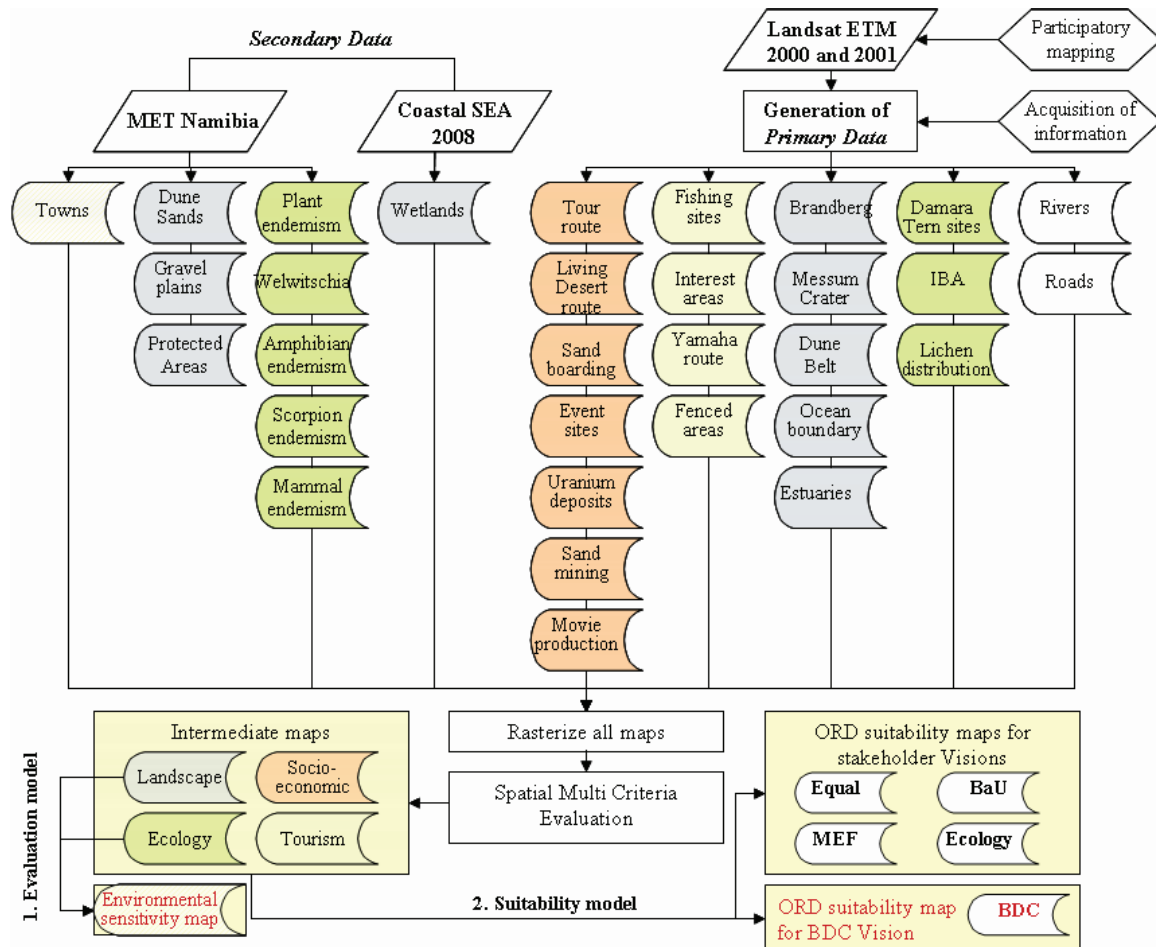 Secondary Data
Landsat ETM
2000 and 2001
Participatory
mapping
MET Namibia
Coastal SEA
2008
Generation of
Primary Data
Acquisition of
information
Towns
Dune
Sands
Plant
endemism
Wetlands
Tour
route
Fishing
sites
Brandberg
Damara
Tern sites
Rivers
Gravel
plains
Welwitschia
Living
Desert
route
Interest
areas
Messum
Crater
IBA
Roads
Protected
Areas
Amphibian
endemism
Sand
boarding
Yamaha
route
Dune
Belt
Lichen
distribution
Scorpion
endemism
Event
sites
Fenced
areas
Ocean
boundary
Mammal
endemism
Uranium
deposits
Estuaries
Sand
mining
Movie
production
1. Evaluation model
Intermediate maps
Landscape
Socio-
economic
Ecology
Tourism
Environmental
sensitivity map
Rasterize all maps
Spatial Multi Criteria
Evaluation
2. Suitability model
ORD suitability maps for
stakeholder Visions
Equal
BaU
MEF
Ecology
ORD suitability map
for BDC Vision
BDC